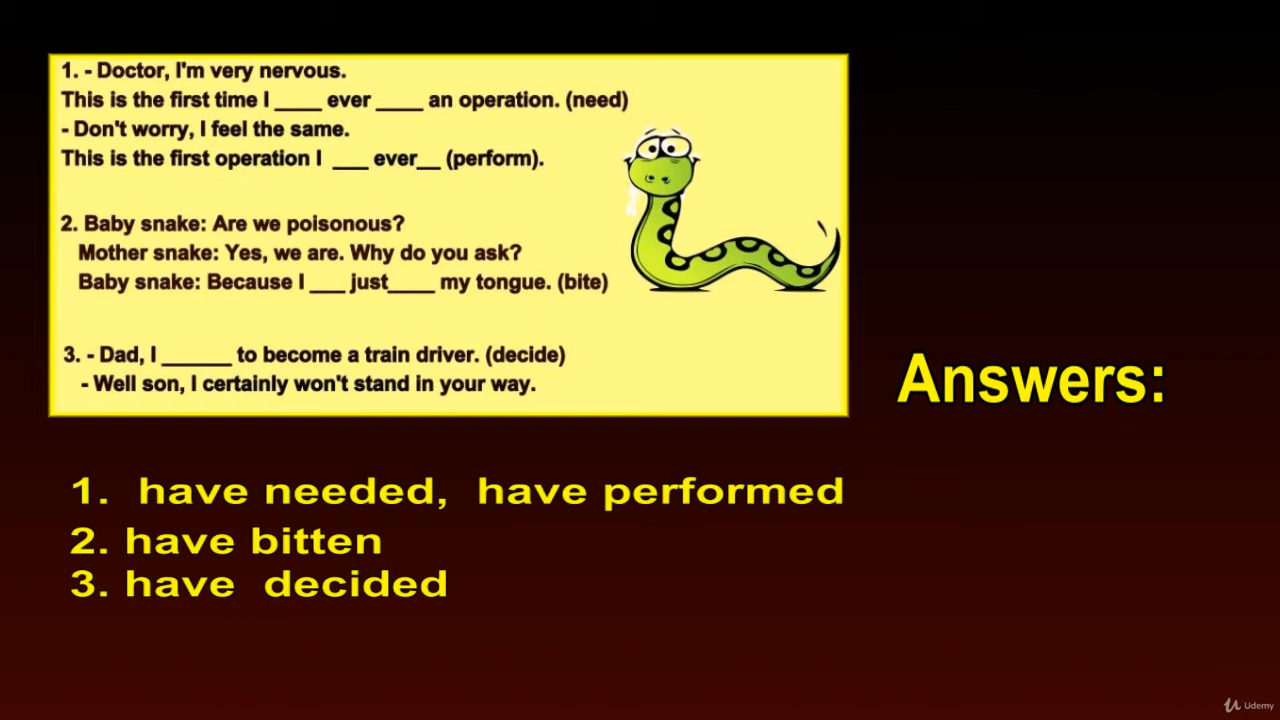 1. - Doctor, I'm very nervous.
This is the first time I ____ ever ____ an operation. (need)
- Don't worry, I feel the same.
This is the first operation I ___ ever__ (perform).
2. Baby snake: Are we poisonous?
Mother snake: Yes, we are. Why do you ask?
Baby snake: Because I ___ just____ my tongue. (bite)
3. - Dad, I ______ to become a train driver. (decide)
- Well son, I certainly won't stand in your way.
Answers:
1. have needed, have performed
2. have bitten
3. have decided
Udemy